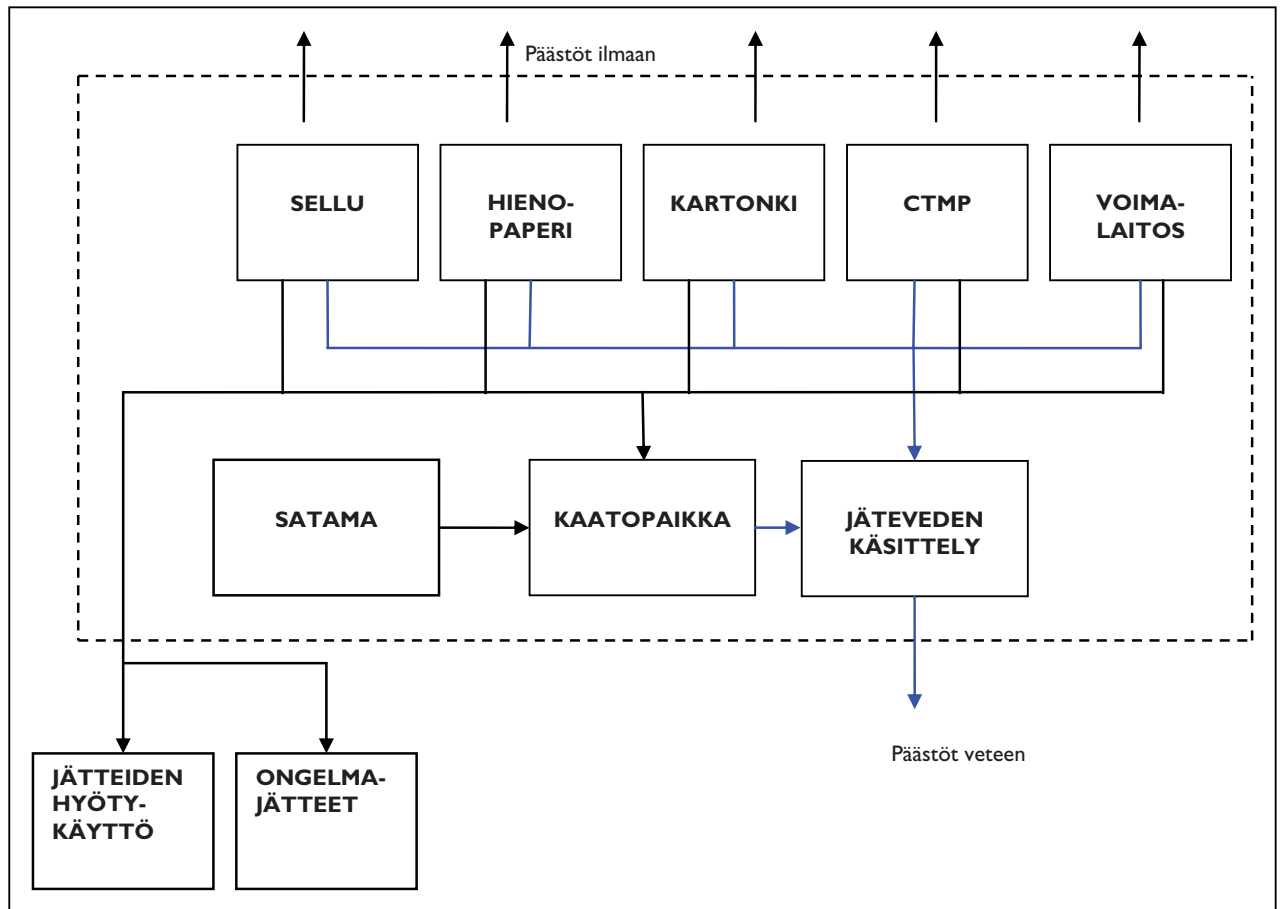 Päästöt ilmaan
SELLU
HIENO-
PAPERI
KARTONKI
CTMP
VOIMA-
LAITOS
SATAMA
KAATOPAIKKA
JÄTEVEDEN
KÄSITTELY
Päästöt veteen
JÄTTEIDEN
HYÖTY-
KÄYTTÖ
ONGELMA-
JÄTTEET